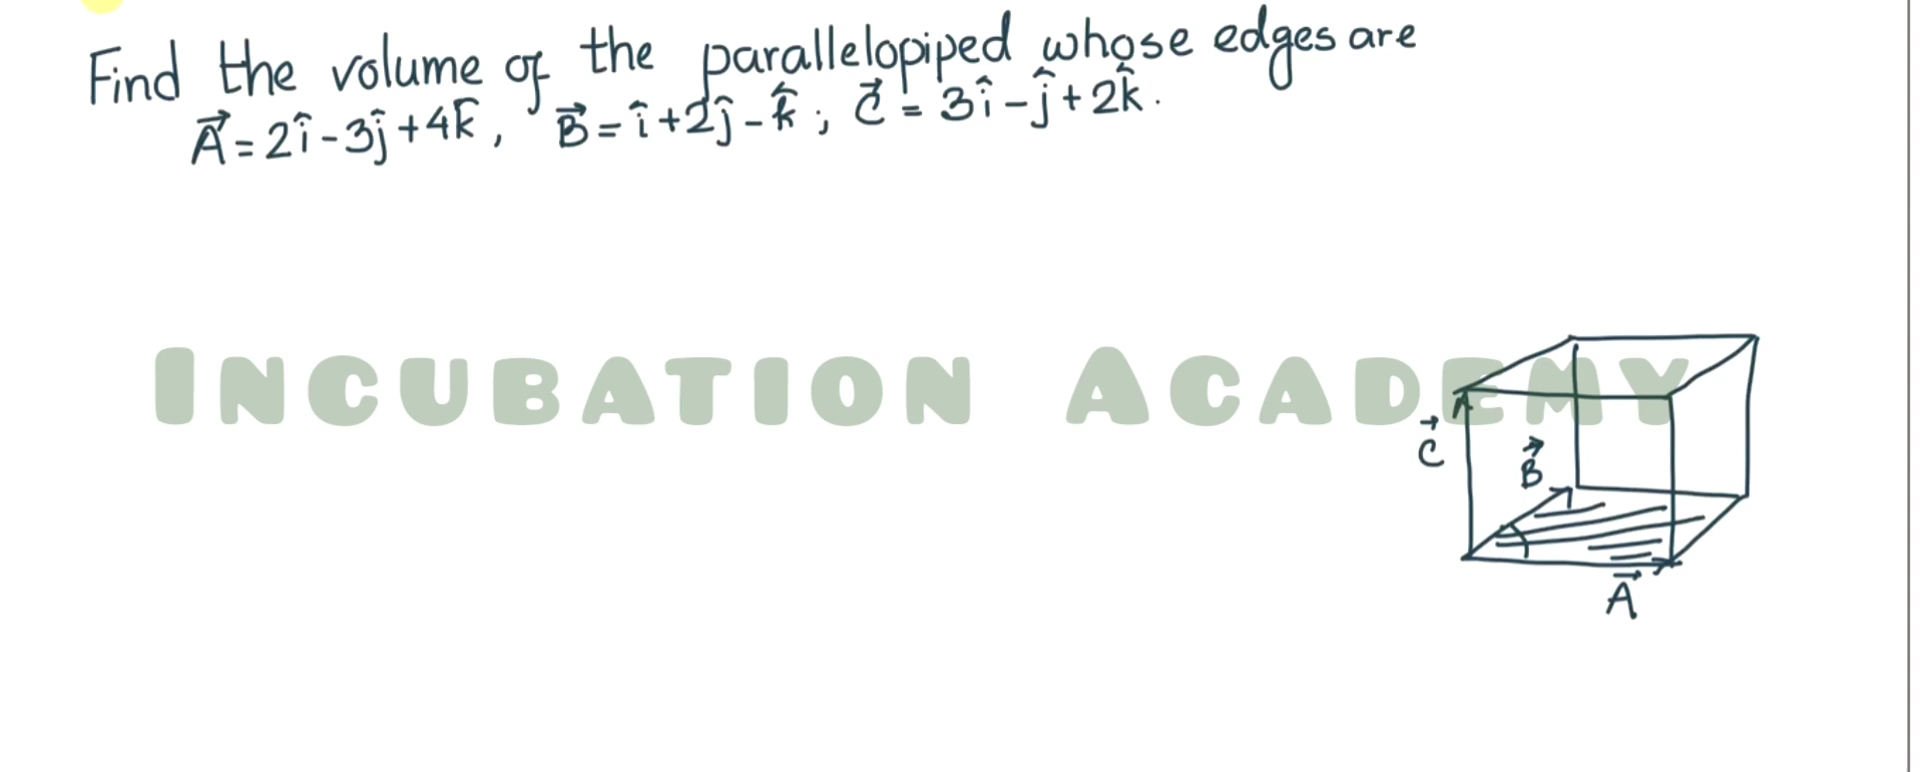 Find the volume of the parallelopiped whose edges are
A⃗ = 2î - 3ĵ + 4k̄, B⃗ = î + 2ĵ - k̂ ; C⃗ = 3î - ĵ + 2k̂.
INCUBATION ACADEMY
C⃗
B⃗
A⃗